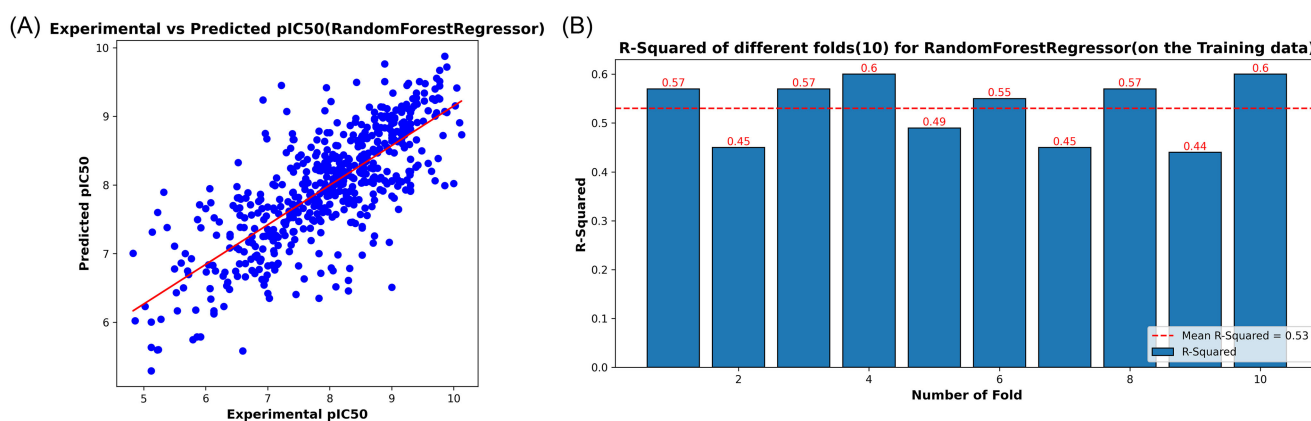 (A) Experimental vs Predicted pIC50(RandomForestRegressor)
10
9
8
7
6
Predicted pIC50
5 6 7 8 9 10
Experimental pIC50
(B)
R-Squared of different folds(10) for RandomForestRegressor(on the Training data)
0.6
0.5
0.4
0.3
0.2
0.1
0.0
R-Squared
0.57 0.45 0.57 0.6 0.49 0.55 0.45 0.57 0.44 0.6
Mean R-Squared = 0.53
R-Squared
2 4 6 8 10
Number of Fold